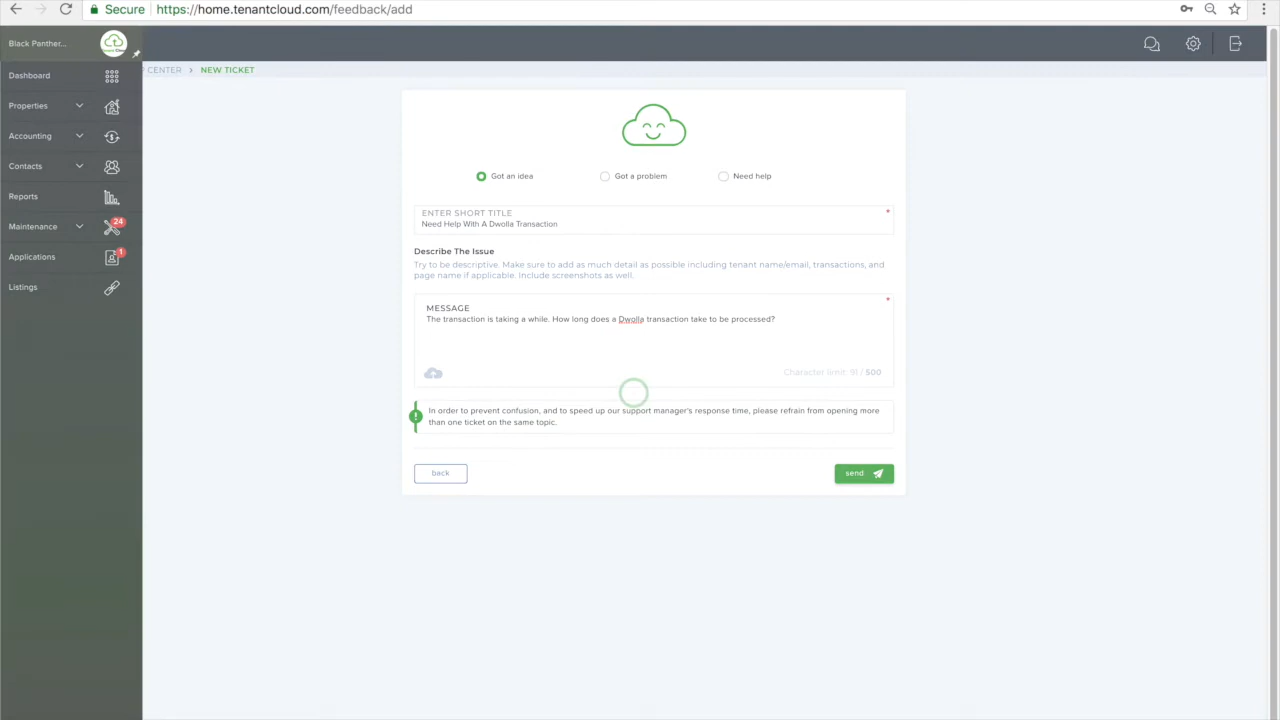 Secure https://home.tenantcloud.com/feedback/add
Black Panther...
CENTER > NEW TICKET
Dashboard
Properties
Accounting
Contacts
Reports
Maintenance 24
Applications 1
Listings
Got an idea Got a problem Need help
ENTER SHORT TITLE *
Need Help With A Dwolla Transaction
Describe The Issue
Try to be descriptive. Make sure to add as much detail as possible including tenant name/email, transactions, and
page name if applicable. Include screenshots as well.
MESSAGE *
The transaction is taking a while. How long does a Dwolla transaction take to be processed?
Character limit: 91 / 500
! In order to prevent confusion, and to speed up our support manager's response time, please refrain from opening more
than one ticket on the same topic.
back send